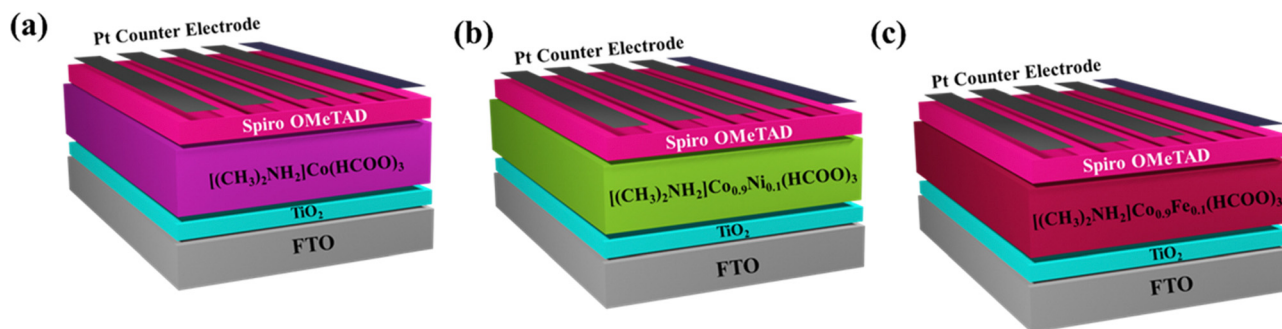 (a)
Pt Counter Electrode
Spiro OMeTAD
[(CH₃)₂NH₂]Co(HCOO)₃
TiO₂
FTO
(b)
Pt Counter Electrode
Spiro OMeTAD
[(CH₃)₂NH₂]Co₀.₉Ni₀.₁(HCOO)₃
TiO₂
FTO
(c)
Pt Counter Electrode
Spiro OMeTAD
[(CH₃)₂NH₂]Co₀.₉Fe₀.₁(HCOO)₃
TiO₂
FTO